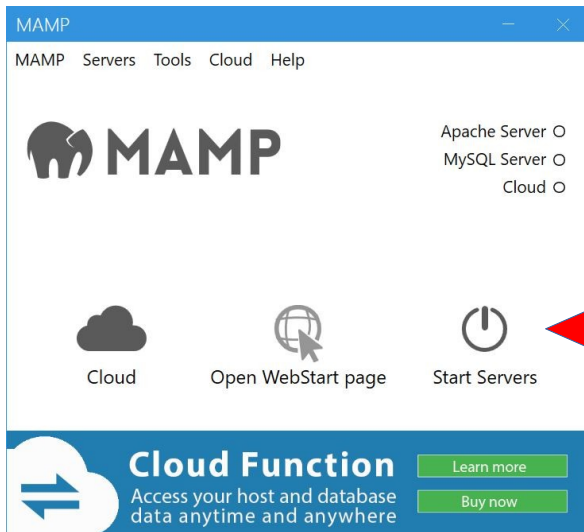 MAMP
MAMP Servers Tools Cloud Help
MAMP
Apache Server
MySQL Server
Cloud
Cloud
Open WebStart page
Start Servers
Cloud Function
Access your host and database
data anytime and anywhere
Learn more
Buy now